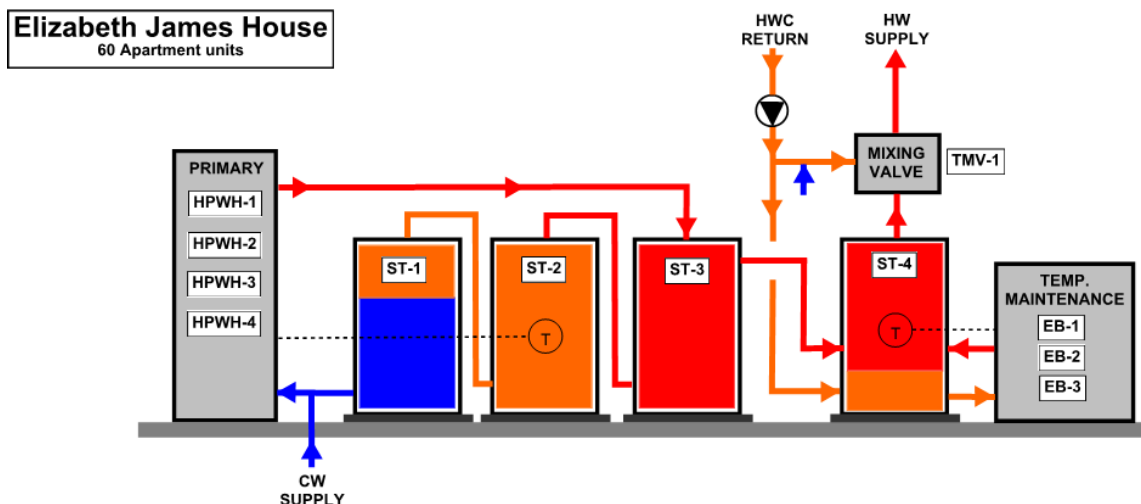 Elizabeth James House
60 Apartment units
HWC
RETURN
HW
SUPPLY
PRIMARY
HPWH-1
HPWH-2
HPWH-3
HPWH-4
MIXING
VALVE
TMV-1
ST-1
ST-2
T
ST-3
ST-4
T
TEMP.
MAINTENANCE
EB-1
EB-2
EB-3
CW
SUPPLY